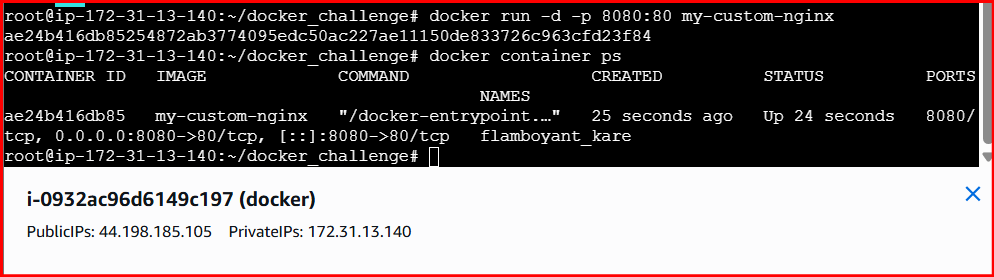 root@ip-172-31-13-140:~/docker_challenge# docker run -d -p 8080:80 my-custom-nginx
ae24b416db85254872ab3774095edc50ac227ae11150de833726c963cfd23f84
root@ip-172-31-13-140:~/docker_challenge# docker container ps
CONTAINER ID   IMAGE             COMMAND                  CREATED          STATUS          PORTS
NAMES
ae24b416db85   my-custom-nginx   "/docker-entrypoint.…"   25 seconds ago   Up 24 seconds   8080/
tcp, 0.0.0.0:8080->80/tcp, [::]:8080->80/tcp   flamboyant_kare
root@ip-172-31-13-140:~/docker_challenge#
i-0932ac96d6149c197 (docker)
PublicIPs: 44.198.185.105   PrivateIPs: 172.31.13.140